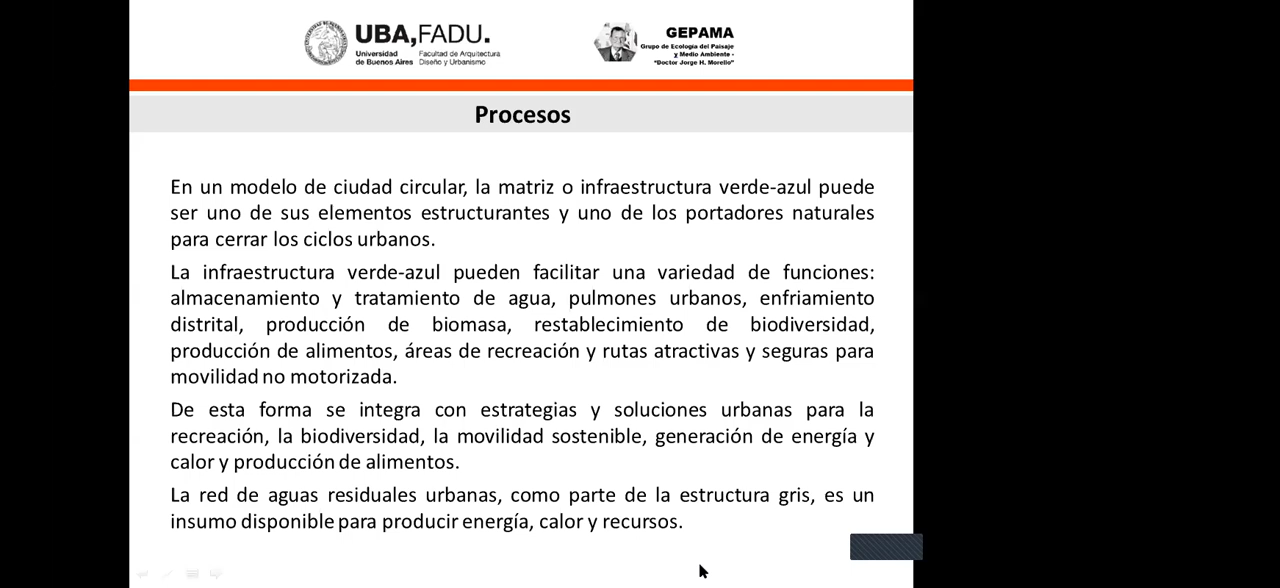 UBA,FADU.
Universidad de Buenos Aires
Facultad de Arquitectura Diseño y Urbanismo
GEPAMA
Grupo de Ecología del Paisaje
y Medio Ambiente -
"Doctor Jorge H. Morello"
Procesos
En un modelo de ciudad circular, la matriz o infraestructura verde-azul puede
ser uno de sus elementos estructurantes y uno de los portadores naturales
para cerrar los ciclos urbanos.
La infraestructura verde-azul pueden facilitar una variedad de funciones:
almacenamiento y tratamiento de agua, pulmones urbanos, enfriamiento
distrital, producción de biomasa, restablecimiento de biodiversidad,
producción de alimentos, áreas de recreación y rutas atractivas y seguras para
movilidad no motorizada.
De esta forma se integra con estrategias y soluciones urbanas para la
recreación, la biodiversidad, la movilidad sostenible, generación de energía y
calor y producción de alimentos.
La red de aguas residuales urbanas, como parte de la estructura gris, es un
insumo disponible para producir energía, calor y recursos.